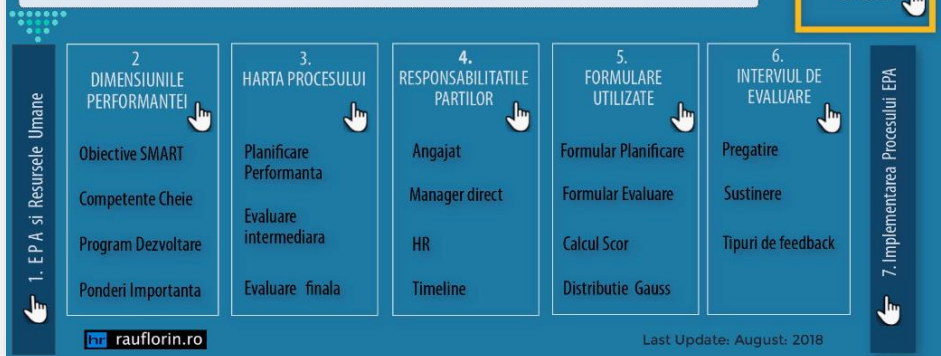 1. E P A si Resursele Umane
2
DIMENSIUNILE
PERFORMANTEI
Obiective SMART
Competente Cheie
Program Dezvoltare
Ponderi Importanta
3.
HARTA PROCESULUI
Planificare
Performanta
Evaluare
intermediara
Evaluare finala
4.
RESPONSABILITATILE
PARTILOR
Angajat
Manager direct
HR
Timeline
5.
FORMULARE
UTILIZATE
Formular Planificare
Formular Evaluare
Calcul Scor
Distributie Gauss
6.
INTERVIUL DE
EVALUARE
Pregatire
Sustinere
Tipuri de feedback
7. Implementarea Procesului EPA
hr rauflorin.ro
Last Update: August: 2018